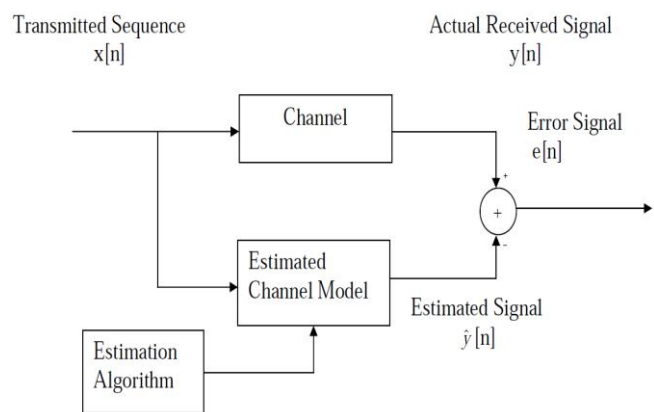 Transmitted Sequence
x[n]
Actual Received Signal
y[n]
Channel
Error Signal
e[n]
+
+
-
Estimated
Channel Model
Estimated Signal
ŷ [n]
Estimation
Algorithm